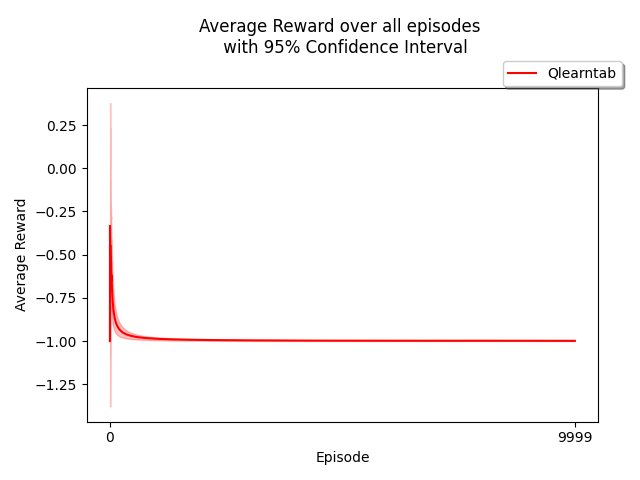 Average Reward over all episodes
with 95% Confidence Interval
Qlearntab
0.25
0.00
−0.25
−0.50
−0.75
−1.00
−1.25
Average Reward
0
9999
Episode